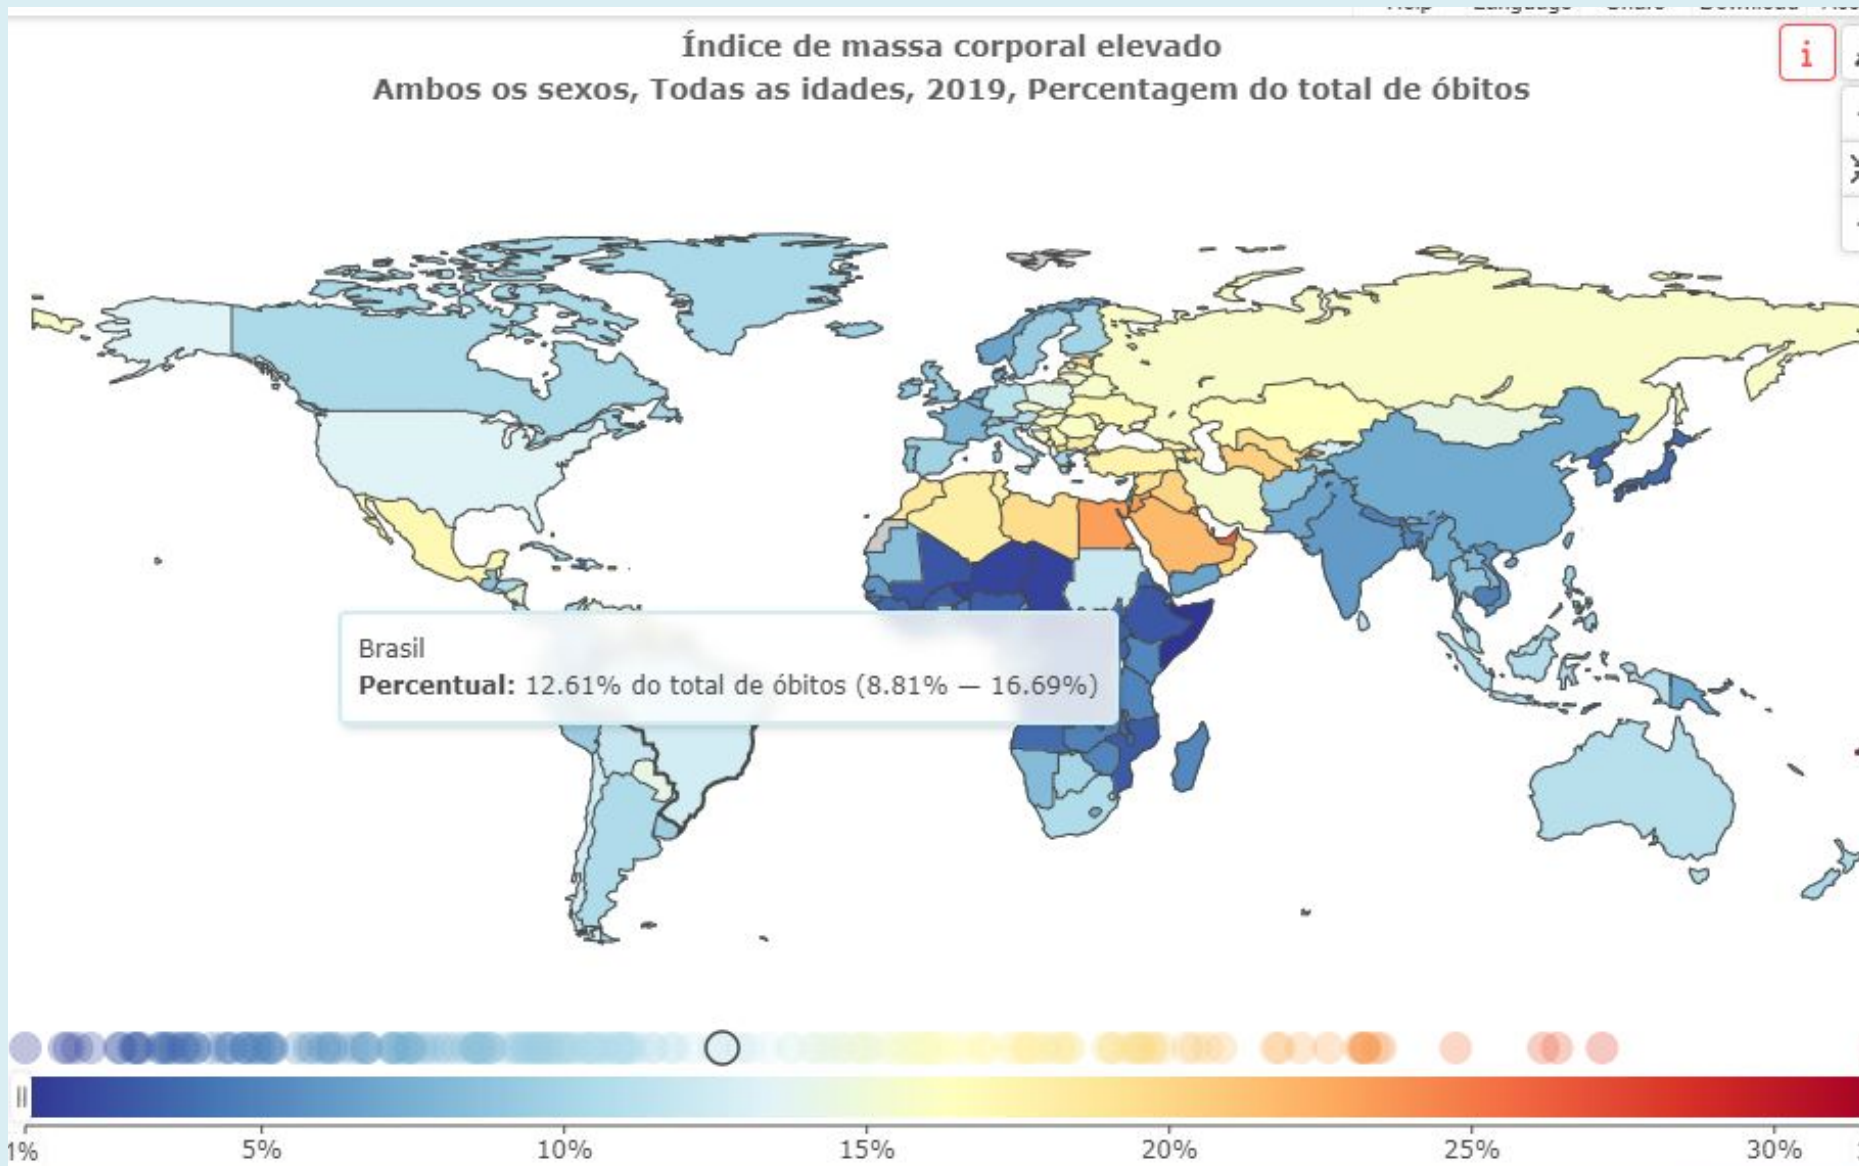 Índice de massa corporal elevado
Ambos os sexos, Todas as idades, 2019, Percentagem do total de óbitos
i
Brasil
Percentual: 12.61% do total de óbitos (8.81% — 16.69%)
1% 5% 10% 15% 20% 25% 30%